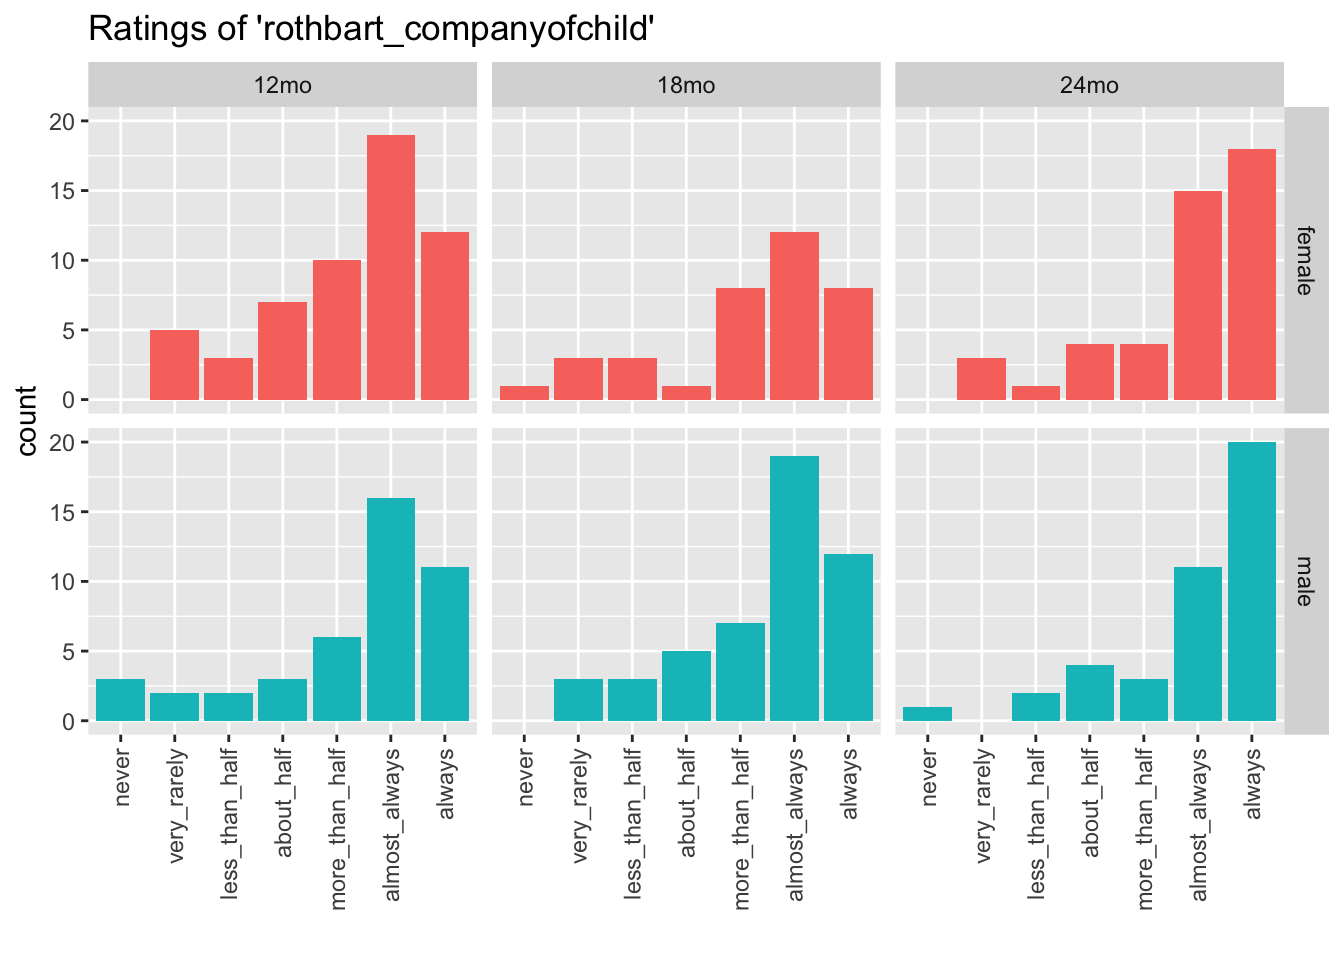 Ratings of 'rothbart_companyofchild'
12mo 18mo 24mo
20
15
10
5
0
female
count
20
15
10
5
0
male
never very_rarely less_than_half about_half more_than_half almost_always always never very_rarely less_than_half about_half more_than_half almost_always always never very_rarely less_than_half about_half more_than_half almost_always always